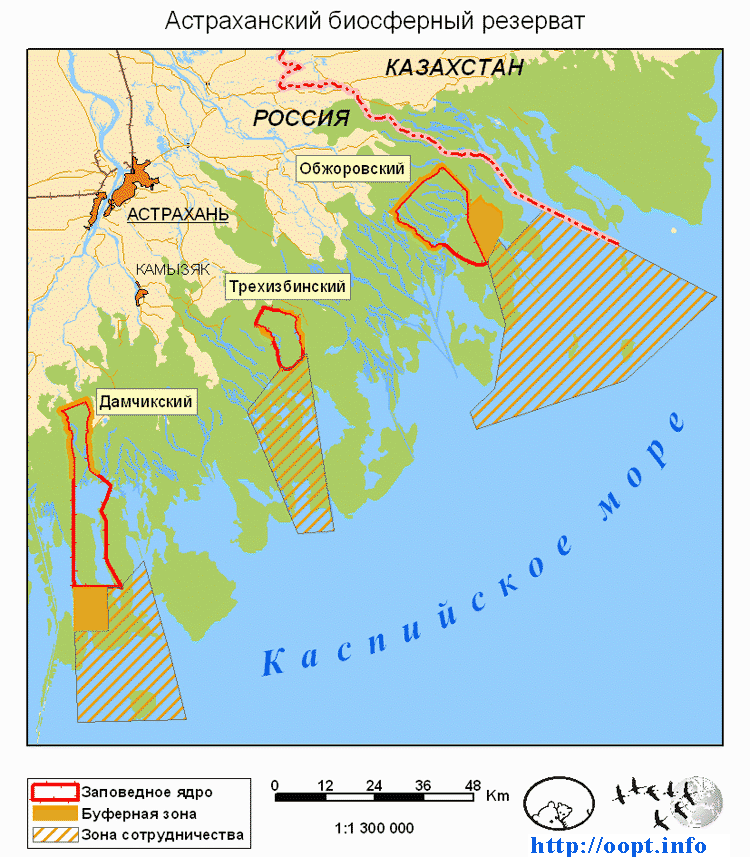 Астраханский биосферный резерват
КАЗАХСТАН
РОССИЯ
Обжоровский
АСТРАХАНЬ
КАМЫЗЯК
Трехизбинский
Дамчикский
Каспийское море
Заповедное ядро
Буферная зона
Зона сотрудничества
0 12 24 36 48 Km
1:1 300 000
http://oopt.info